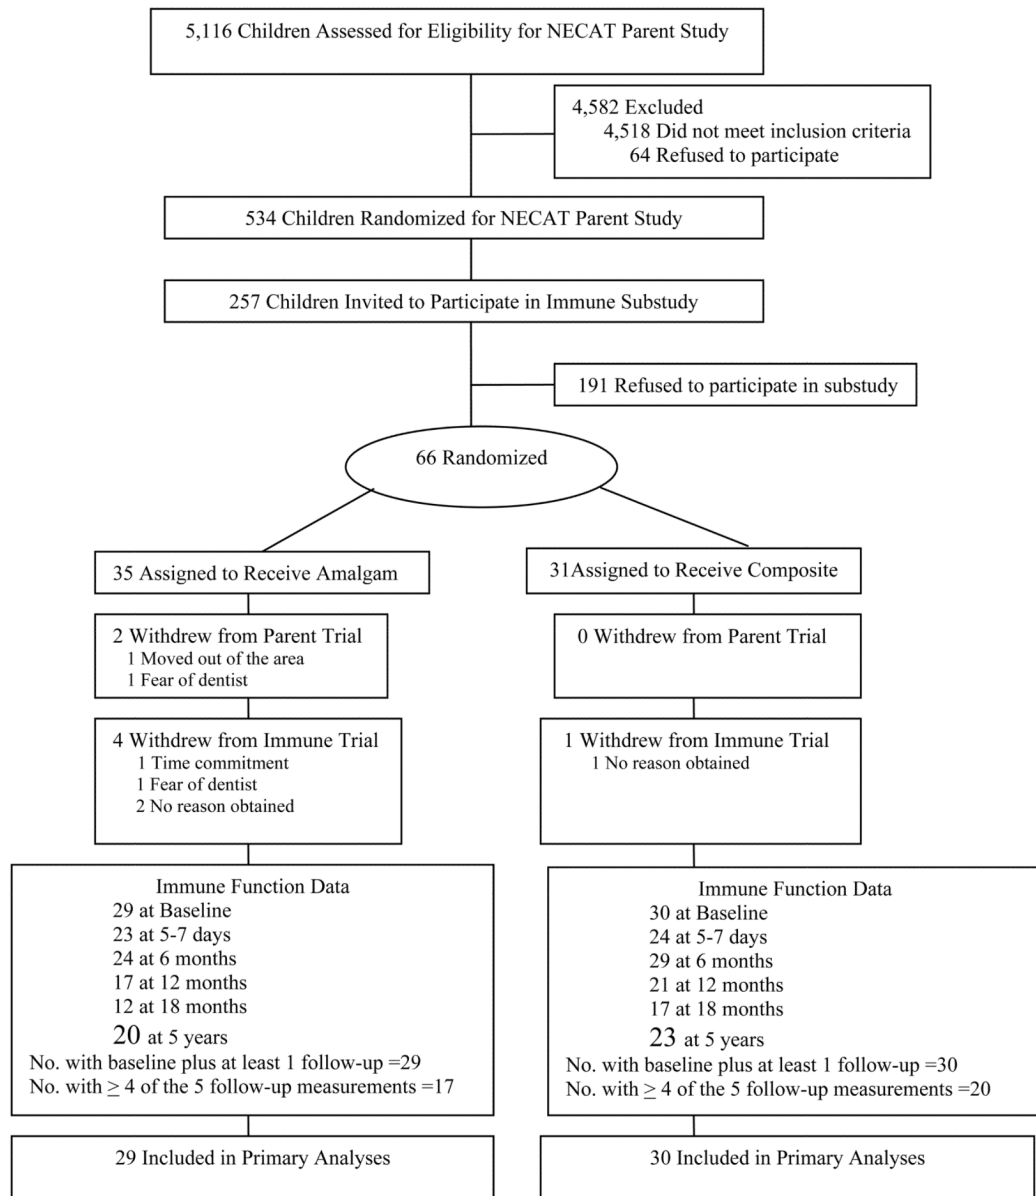 5,116 Children Assessed for Eligibility for NECAT Parent Study
4,582 Excluded
4,518 Did not meet inclusion criteria
64 Refused to participate
534 Children Randomized for NECAT Parent Study
257 Children Invited to Participate in Immune Substudy
191 Refused to participate in substudy
66 Randomized
35 Assigned to Receive Amalgam
2 Withdrew from Parent Trial
1 Moved out of the area
1 Fear of dentist
4 Withdrew from Immune Trial
1 Time commitment
1 Fear of dentist
2 No reason obtained
Immune Function Data
29 at Baseline
23 at 5-7 days
24 at 6 months
17 at 12 months
12 at 18 months
20 at 5 years
No. with baseline plus at least 1 follow-up =29
No. with ≥ 4 of the 5 follow-up measurements =17
29 Included in Primary Analyses
31Assigned to Receive Composite
0 Withdrew from Parent Trial
1 Withdrew from Immune Trial
1 No reason obtained
Immune Function Data
30 at Baseline
24 at 5-7 days
29 at 6 months
21 at 12 months
17 at 18 months
23 at 5 years
No. with baseline plus at least 1 follow-up =30
No. with ≥ 4 of the 5 follow-up measurements =20
30 Included in Primary Analyses